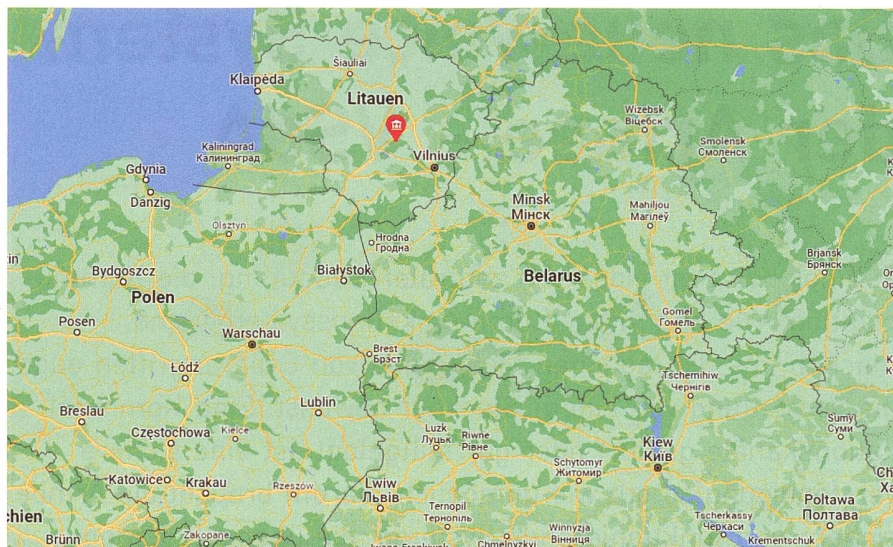 Šiauliai
Klaipėda
Litauen
Wizebsk
Віцебск
Smolensk
Смоленск
Kaliningrad
Калининград
Vilnius
Gdynia
Danzig
Minsk
Мінск
Mahiljou
Магілёў
Olsztyn
Hrodna
Гродна
Brjansk
Брянск
Bydgoszcz
Białystok
Belarus
Polen
Posen
Warschau
Gomel
Гомель
Brest
Брэст
Łódź
Tschernihiw
Чернігів
Breslau
Lublin
Częstochowa
Kielce
Luzk
Луцьк
Riwne
Рівне
Sumy
Суми
Kiew
Київ
Schytomyr
Житомир
Katowice
Krakau
Rzeszów
Lwiw
Львів
Ternopil
Тернопіль
Tscherkassy
Черкаси
Poltawa
Полтава
chien
Brünn
Zakopane
Winnyzja
Вінниця
Krementschuk